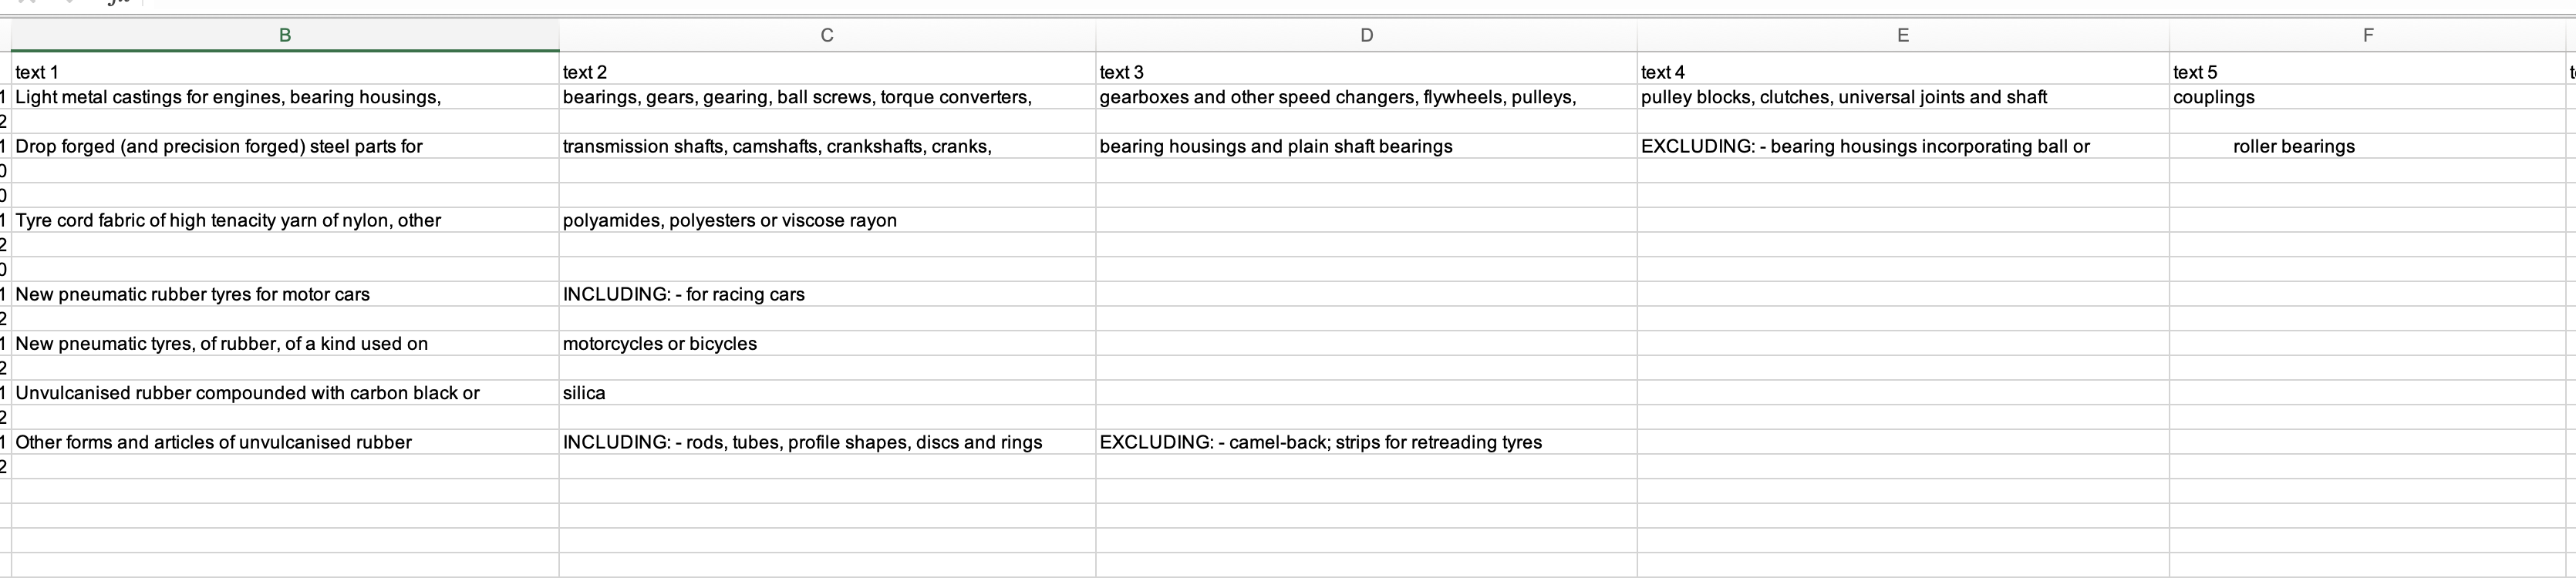 B C D E F
text 1 text 2 text 3 text 4 text 5 t
1 Light metal castings for engines, bearing housings, bearings, gears, gearing, ball screws, torque converters, gearboxes and other speed changers, flywheels, pulleys, pulley blocks, clutches, universal joints and shaft couplings
2
1 Drop forged (and precision forged) steel parts for transmission shafts, camshafts, crankshafts, cranks, bearing housings and plain shaft bearings EXCLUDING: - bearing housings incorporating ball or roller bearings
0
0
1 Tyre cord fabric of high tenacity yarn of nylon, other polyamides, polyesters or viscose rayon
2
0
1 New pneumatic rubber tyres for motor cars INCLUDING: - for racing cars
2
1 New pneumatic tyres, of rubber, of a kind used on motorcycles or bicycles
2
1 Unvulcanised rubber compounded with carbon black or silica
2
1 Other forms and articles of unvulcanised rubber INCLUDING: - rods, tubes, profile shapes, discs and rings EXCLUDING: - camel-back; strips for retreading tyres
2